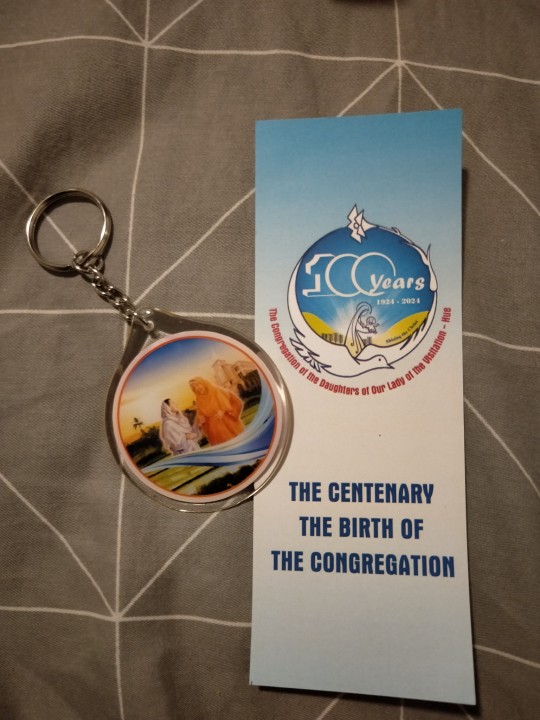 100 Years
1924 - 2024
The Congregation of the Daughters of Our Lady of the Visitation - Hue
THE CENTENARY
THE BIRTH OF
THE CONGREGATION